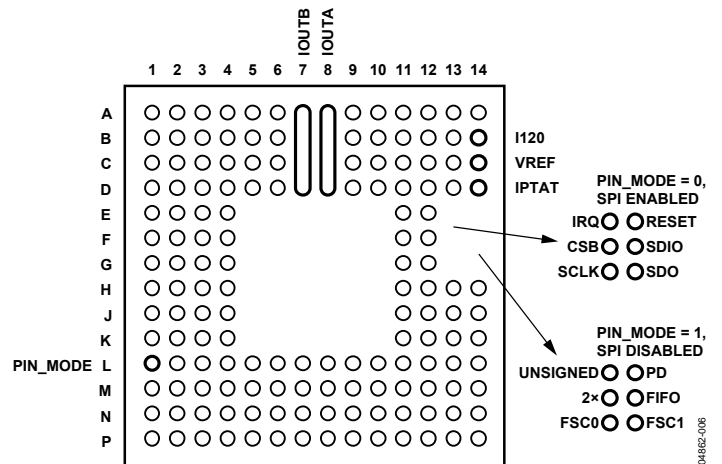 IOUTB
IOUTA
1 2 3 4 5 6 7 8 9 10 11 12 13 14
A
B I120
C VREF
D IPTAT
PIN_MODE = 0,
SPI ENABLED
E
IRQ RESET
F
CSB SDIO
G
SCLK SDO
H
J
K
PIN_MODE = 1,
SPI DISABLED
PIN_MODE L
UNSIGNED PD
M
2× FIFO
N
FSC0 FSC1
P
04862-006